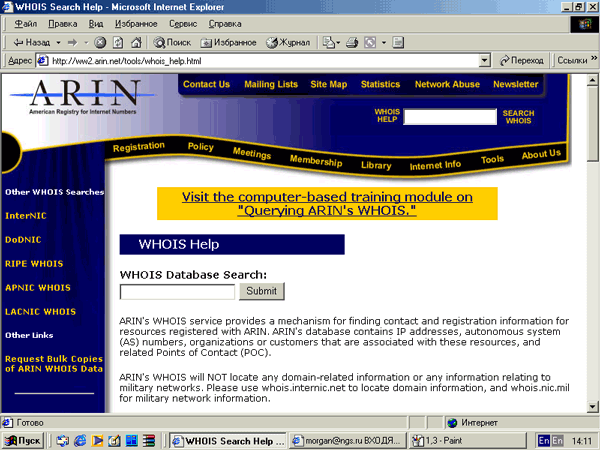 WHOIS Search Help - Microsoft Internet Explorer
Файл Правка Вид Избранное Сервис Справка
Назад Поиск Избранное Журнал
Адрес http://ww2.arin.net/tools/whois_help.html Переход Ссылки »
ARIN
American Registry for Internet Numbers
Contact Us Mailing Lists Site Map Statistics Network Abuse Newsletter
WHOIS HELP SEARCH WHOIS
Registration Policy Meetings Membership Library Internet Info Tools About Us
Other WHOIS Searches
InterNIC
DoDNIC
RIPE WHOIS
APNIC WHOIS
LACNIC WHOIS
Other Links
Request Bulk Copies
of ARIN WHOIS Data
Visit the computer-based training module on
"Querying ARIN's WHOIS."
WHOIS Help
WHOIS Database Search:
Submit
ARIN's WHOIS service provides a mechanism for finding contact and registration information for
resources registered with ARIN. ARIN's database contains IP addresses, autonomous system
(AS) numbers, organizations or customers that are associated with these resources, and
related Points of Contact (POC).
ARIN's WHOIS will NOT locate any domain-related information or any information relating to
military networks. Please use whois.internic.net to locate domain information, and whois.nic.mil
for military network information.
Готово Интернет
Пуск WHOIS Search Help ... morgan@ngs.ru ВХОДЯ... 1,3 - Paint En En 14:11